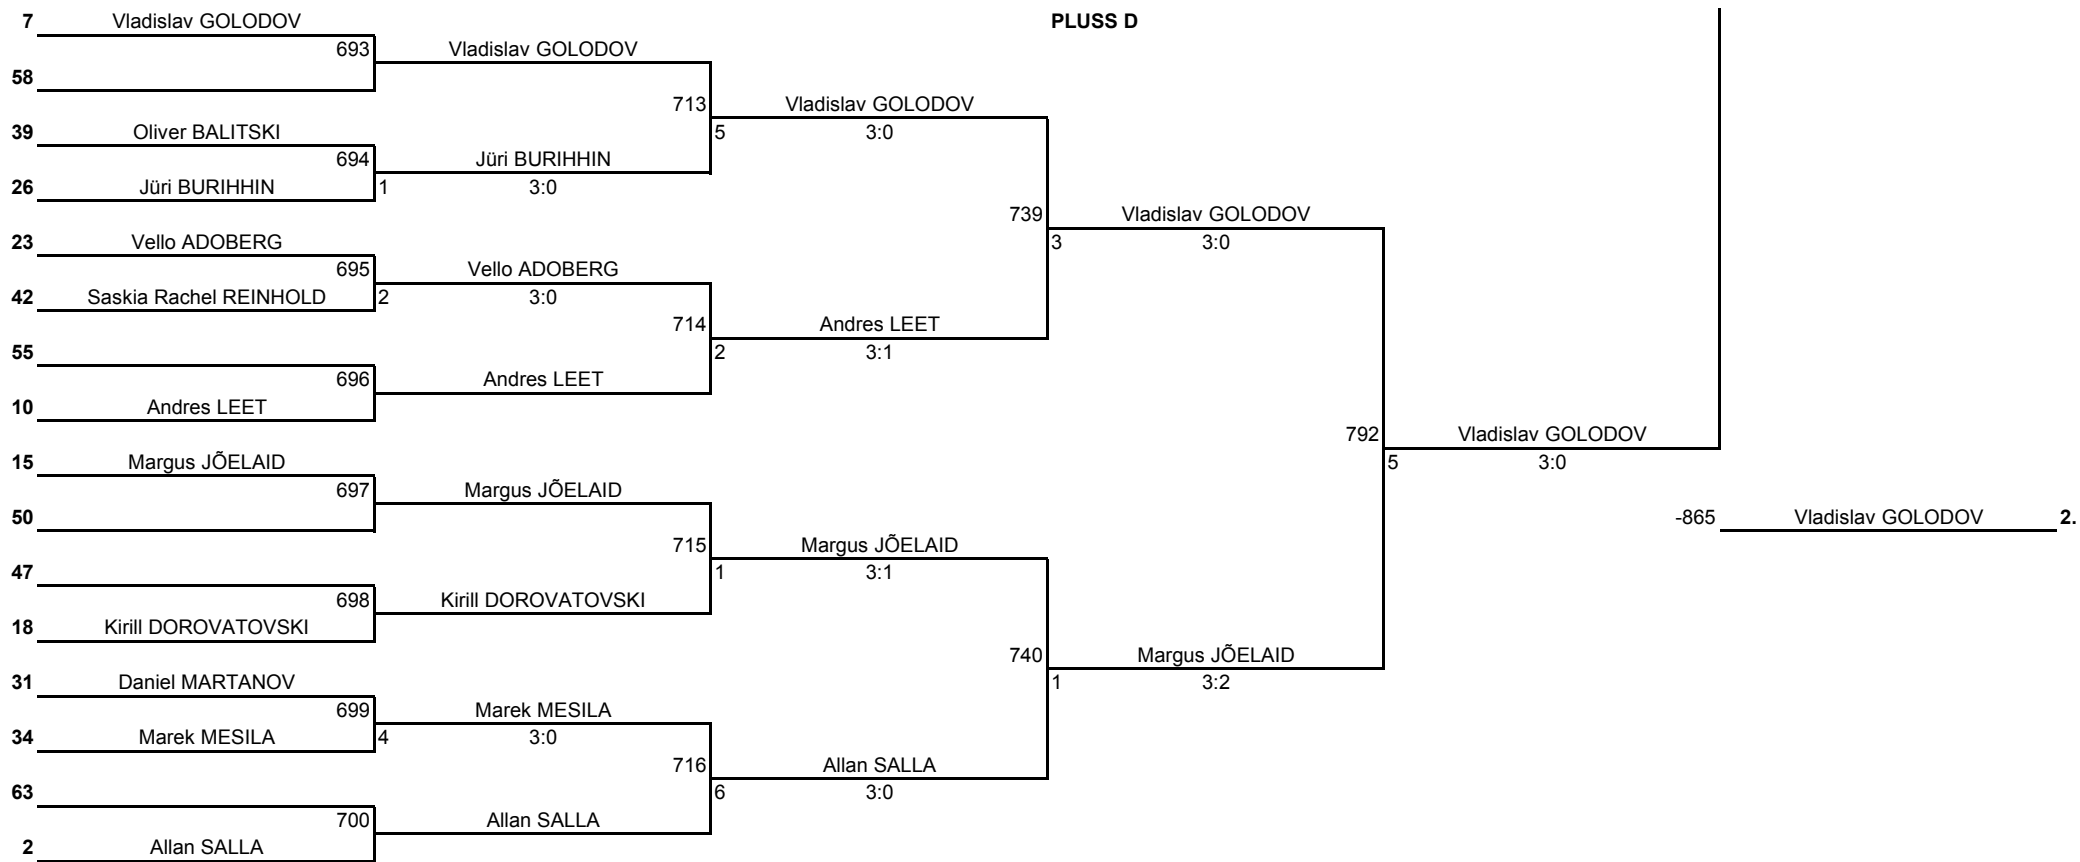 7 Vladislav GOLODOV PLUSS D
693 Vladislav GOLODOV
58
713 Vladislav GOLODOV
39 Oliver BALITSKI 5 3:0
694 Jüri BURIHHIN
26 Jüri BURIHHIN 1 3:0
739 Vladislav GOLODOV
23 Vello ADOBERG 3 3:0
695 Vello ADOBERG
42 Saskia Rachel REINHOLD 2 3:0
714 Andres LEET
55 2 3:1
696 Andres LEET
10 Andres LEET
792 Vladislav GOLODOV
15 Margus JÕELAID 5 3:0
697 Margus JÕELAID
50 -865 Vladislav GOLODOV 2.
715 Margus JÕELAID
47 1 3:1
698 Kirill DOROVATOVSKI
18 Kirill DOROVATOVSKI
740 Margus JÕELAID
31 Daniel MARTANOV 1 3:2
699 Marek MESILA
34 Marek MESILA 4 3:0
716 Allan SALLA
63 6 3:0
700 Allan SALLA
2 Allan SALLA